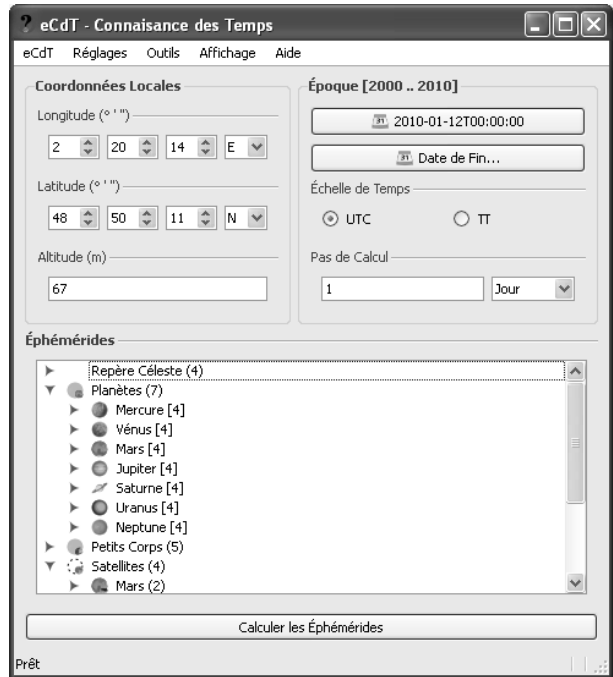 eCdT - Connaisance des Temps
eCdT Réglages Outils Affichage Aide
Coordonnées Locales
Longitude (° ' ")
2 20 14 E
Latitude (° ' ")
48 50 11 N
Altitude (m)
67
Époque [2000 .. 2010]
2010-01-12T00:00:00
Date de Fin...
Échelle de Temps
UTC TT
Pas de Calcul
1 Jour
Éphémérides
Repère Céleste (4)
Planètes (7)
Mercure [4]
Vénus [4]
Mars [4]
Jupiter [4]
Saturne [4]
Uranus [4]
Neptune [4]
Petits Corps (5)
Satellites (4)
Mars (2)
Calculer les Éphémérides
Prêt